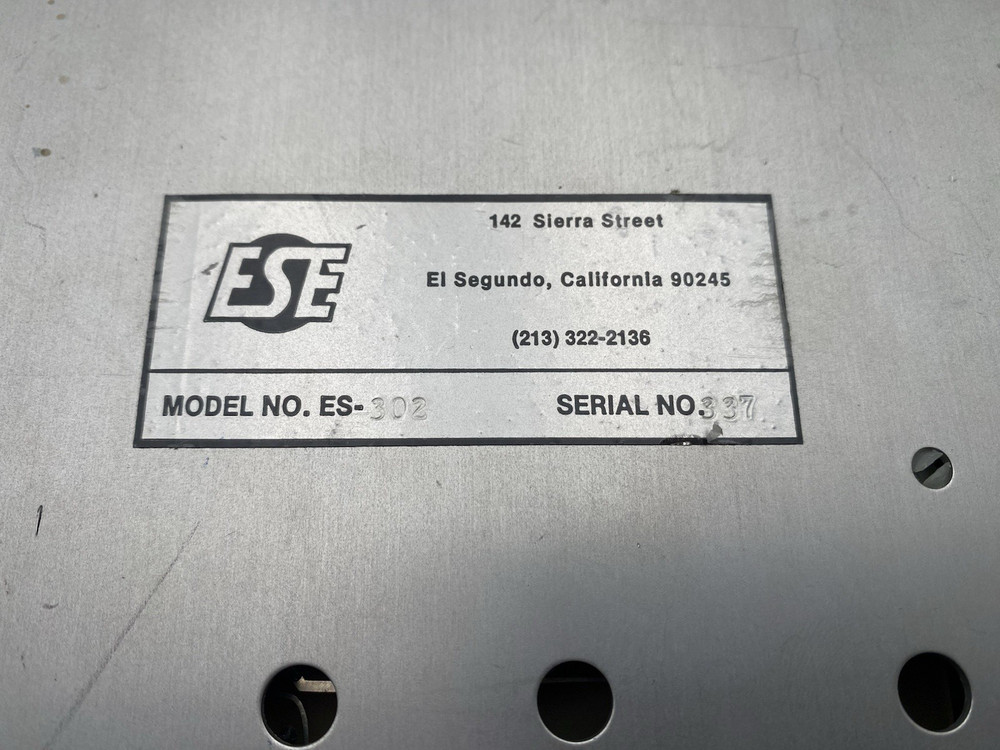 ESE
142 Sierra Street
El Segundo, California 90245
(213) 322-2136
MODEL NO. ES-302
SERIAL NO.337